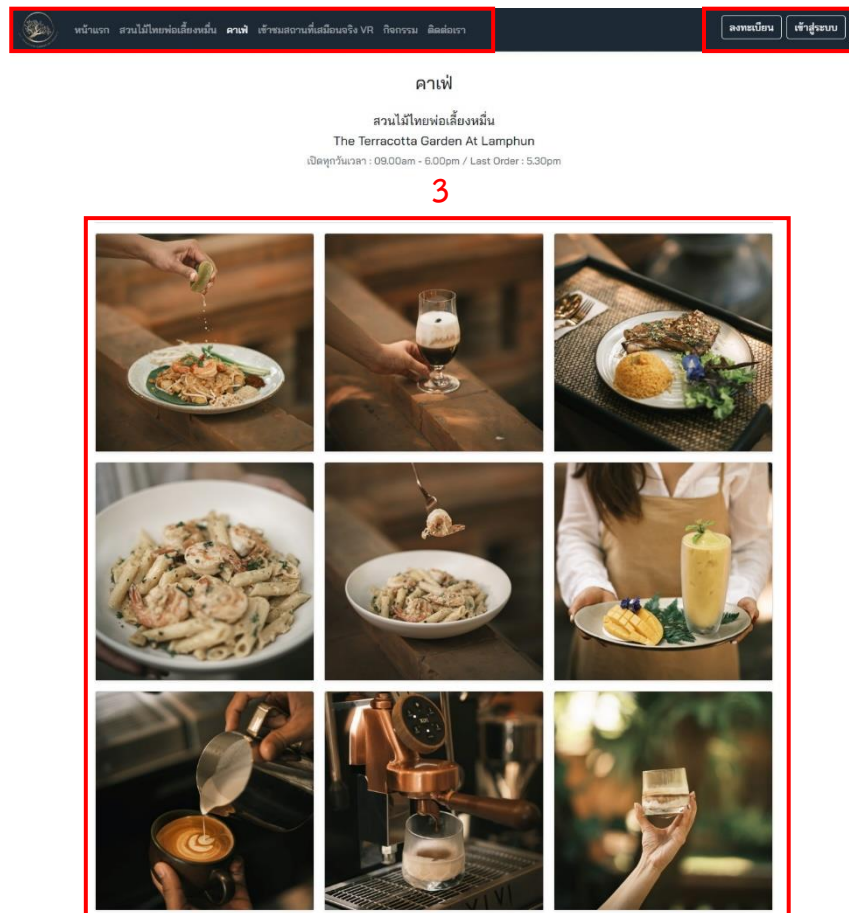 หน้าแรก สวนไม้ไทยพ่อเลี้ยงหมื่น คาเฟ่ เข้าชมสถานที่เสมือนจริง VR กิจกรรม ติดต่อเรา ลงทะเบียน เข้าสู่ระบบ
คาเฟ่
สวนไม้ไทยพ่อเลี้ยงหมื่น
The Terracotta Garden At Lamphun
เปิดทุกวันเวลา : 09.00am - 6.00pm / Last Order : 5.30pm
3